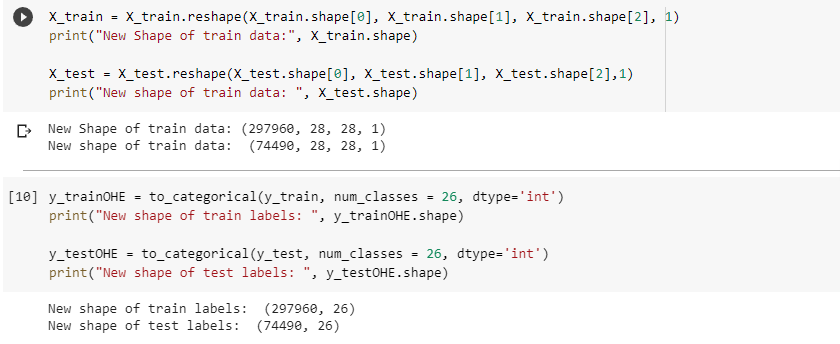 X_train = X_train.reshape(X_train.shape[0], X_train.shape[1], X_train.shape[2], 1)
print("New Shape of train data:", X_train.shape)
X_test = X_test.reshape(X_test.shape[0], X_test.shape[1], X_test.shape[2],1)
print("New shape of train data: ", X_test.shape)
New Shape of train data: (297960, 28, 28, 1)
New shape of train data:  (74490, 28, 28, 1)
[10] y_trainOHE = to_categorical(y_train, num_classes = 26, dtype='int')
print("New shape of train labels: ", y_trainOHE.shape)
y_testOHE = to_categorical(y_test, num_classes = 26, dtype='int')
print("New shape of test labels: ", y_testOHE.shape)
New shape of train labels:  (297960, 26)
New shape of test labels:  (74490, 26)